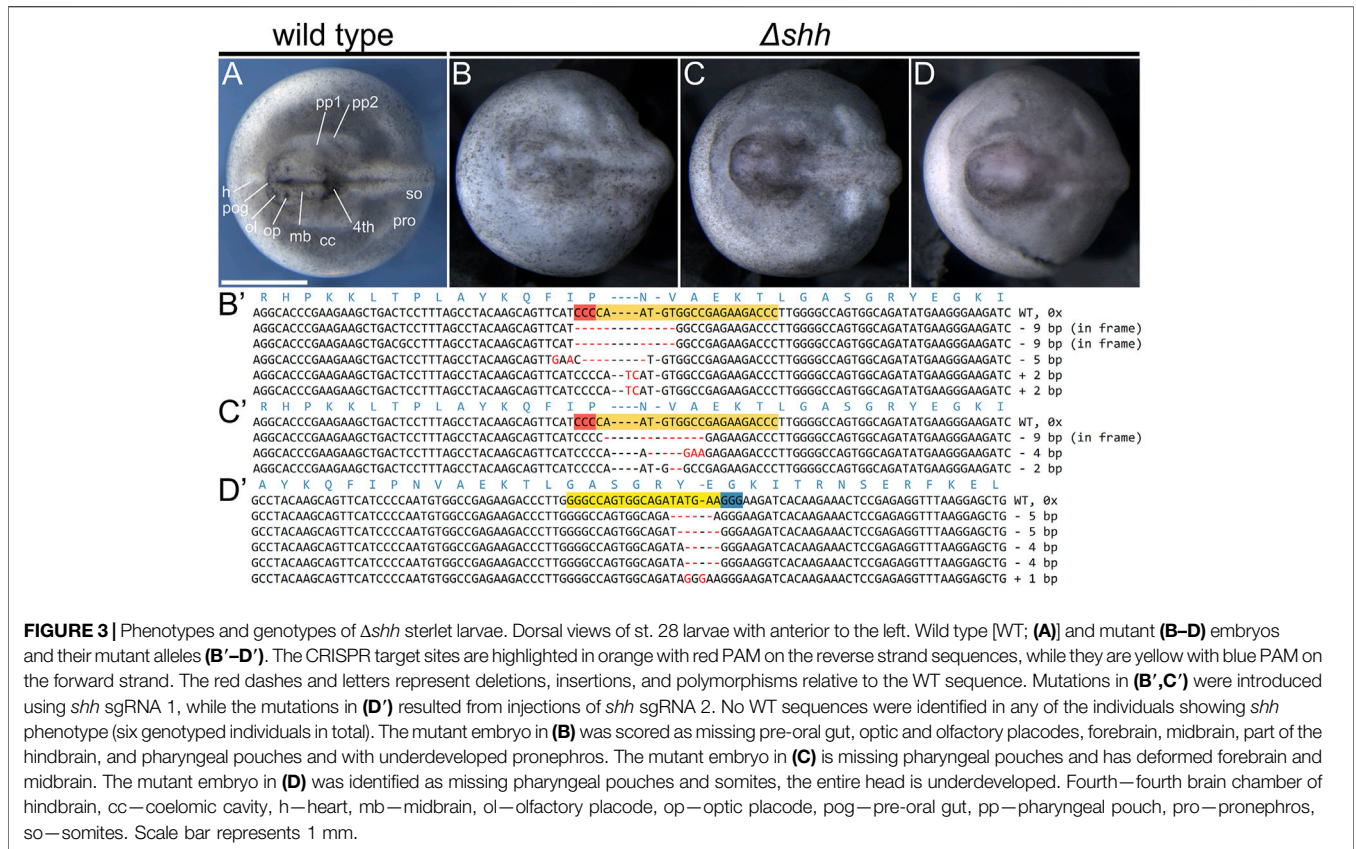 wild type
Δshh
A
B
C
D
pp1 pp2
h
pog
ol
op
mb
cc
4th
pro
so
B’
R H P K K L T P L A Y K Q F I P ----N-V A E K T L G A S G R Y E G K I
AGGCACCCGAAGAAGCTGACTCCTTTAGCCTACAAGCAGTTCATCCCCA----AT-GTGGCCGAGAAGACCCTTGGGGCCAGTGGCAGATATGAAGGGAAGATC WT, 0x
AGGCACCCGAAGAAGCTGACTCCTTTAGCCTACAAGCAGTTCAT--------------GGCCGAGAAGACCCTTGGGGCCAGTGGCAGATATGAAGGGAAGATC - 9 bp (in frame)
AGGCACCCGAAGAAGCTGACGCCTTTAGCCTACAAGCAGTTCAT--------------GGCCGAGAAGACCCTTGGGGCCAGTGGCAGATATGAAGGGAAGATC - 9 bp (in frame)
AGGCACCCGAAGAAGCTGACTCCTTTAGCCTACAAGCAGTTGAAC---------T-GTGGCCGAGAAGACCCTTGGGGCCAGTGGCAGATATGAAGGGAAGATC - 5 bp
AGGCACCCGAAGAAGCTGACTCCTTTAGCCTACAAGCAGTTCATCCCCA--TCAT-GTGGCCGAGAAGACCCTTGGGGCCAGTGGCAGATATGAAGGGAAGATC + 2 bp
AGGCACCCGAAGAAGCTGACTCCTTTAGCCTACAAGCAGTTCATCCCCA--TCAT-GTGGCCGAGAAGACCCTTGGGGCCAGTGGCAGATATGAAGGGAAGATC + 2 bp
C’
R H P K K L T P L A Y K Q F I P ----N-V A E K T L G A S G R Y E G K I
AGGCACCCGAAGAAGCTGACTCCTTTAGCCTACAAGCAGTTCATCCCCA----AT-GTGGCCGAGAAGACCCTTGGGGCCAGTGGCAGATATGAAGGGAAGATC WT, 0x
AGGCACCCGAAGAAGCTGACTCCTTTAGCCTACAAGCAGTTCATCCCC--------------GAGAAGACCCTTGGGGCCAGTGGCAGATATGAAGGGAAGATC - 9 bp (in frame)
AGGCACCCGAAGAAGCTGACTCCTTTAGCCTACAAGCAGTTCATCCCCA----A-----GAAGAGAAGACCCTTGGGGCCAGTGGCAGATATGAAGGGAAGATC - 4 bp
AGGCACCCGAAGAAGCTGACTCCTTTAGCCTACAAGCAGTTCATCCCCA----AT-G--GCCGAGAAGACCCTTGGGGCCAGTGGCAGATATGAAGGGAAGATC - 2 bp
D’
A Y K Q F I P N V A E K T L G A S G R Y -E G K I T R N S E R F K E L
GCCTACAAGCAGTTCATCCCCAATGTGGCCGAGAAGACCCTTGGGGCCAGTGGCAGATATG-AAGGGAAGATCACAAGAAACTCCGAGAGGTTTAAGGAGCTG WT, 0x
GCCTACAAGCAGTTCATCCCCAATGTGGCCGAGAAGACCCTTGGGGCCAGTGGCAGA------AGGGAAGATCACAAGAAACTCCGAGAGGTTTAAGGAGCTG - 5 bp
GCCTACAAGCAGTTCATCCCCAATGTGGCCGAGAAGACCCTTGGGGCCAGTGGCAGAT------GGGAAGATCACAAGAAACTCCGAGAGGTTTAAGGAGCTG - 5 bp
GCCTACAAGCAGTTCATCCCCAATGTGGCCGAGAAGACCCTTGGGGCCAGTGGCAGATA-----GGGAAGATCACAAGAAACTCCGAGAGGTTTAAGGAGCTG - 4 bp
GCCTACAAGCAGTTCATCCCCAATGTGGCCGAGAAGACCCTTGGGGCCAGTGGCAGATA-----GGGAAGGTCACAAGAAACTCCGAGAGGTTTAAGGAGCTG - 4 bp
GCCTACAAGCAGTTCATCCCCAATGTGGCCGAGAAGACCCTTGGGGCCAGTGGCAGATAGGGAAGGGAAGATCACAAGAAACTCCGAGAGGTTTAAGGAGCTG + 1 bp
FIGURE 3 | Phenotypes and genotypes of Δshh sterlet larvae. Dorsal views of st. 28 larvae with anterior to the left. Wild type [WT; (A)] and mutant (B–D) embryos
and their mutant alleles (B′–D′). The CRISPR target sites are highlighted in orange with red PAM on the reverse strand sequences, while they are yellow with blue PAM on
the forward strand. The red dashes and letters represent deletions, insertions, and polymorphisms relative to the WT sequence. Mutations in (B′,C′) were introduced
using shh sgRNA 1, while the mutations in (D′) resulted from injections of shh sgRNA 2. No WT sequences were identified in any of the individuals showing shh
phenotype (six genotyped individuals in total). The mutant embryo in (B) was scored as missing pre-oral gut, optic and olfactory placodes, forebrain, midbrain, part of the
hindbrain, and pharyngeal pouches and with underdeveloped pronephros. The mutant embryo in (C) is missing pharyngeal pouches and has deformed forebrain and
midbrain. The mutant embryo in (D) was identified as missing pharyngeal pouches and somites, the entire head is underdeveloped. Fourth—fourth brain chamber of
hindbrain, cc—coelomic cavity, h—heart, mb—midbrain, ol—olfactory placode, op—optic placode, pog—pre-oral gut, pp—pharyngeal pouch, pro—pronephros,
so—somites. Scale bar represents 1 mm.